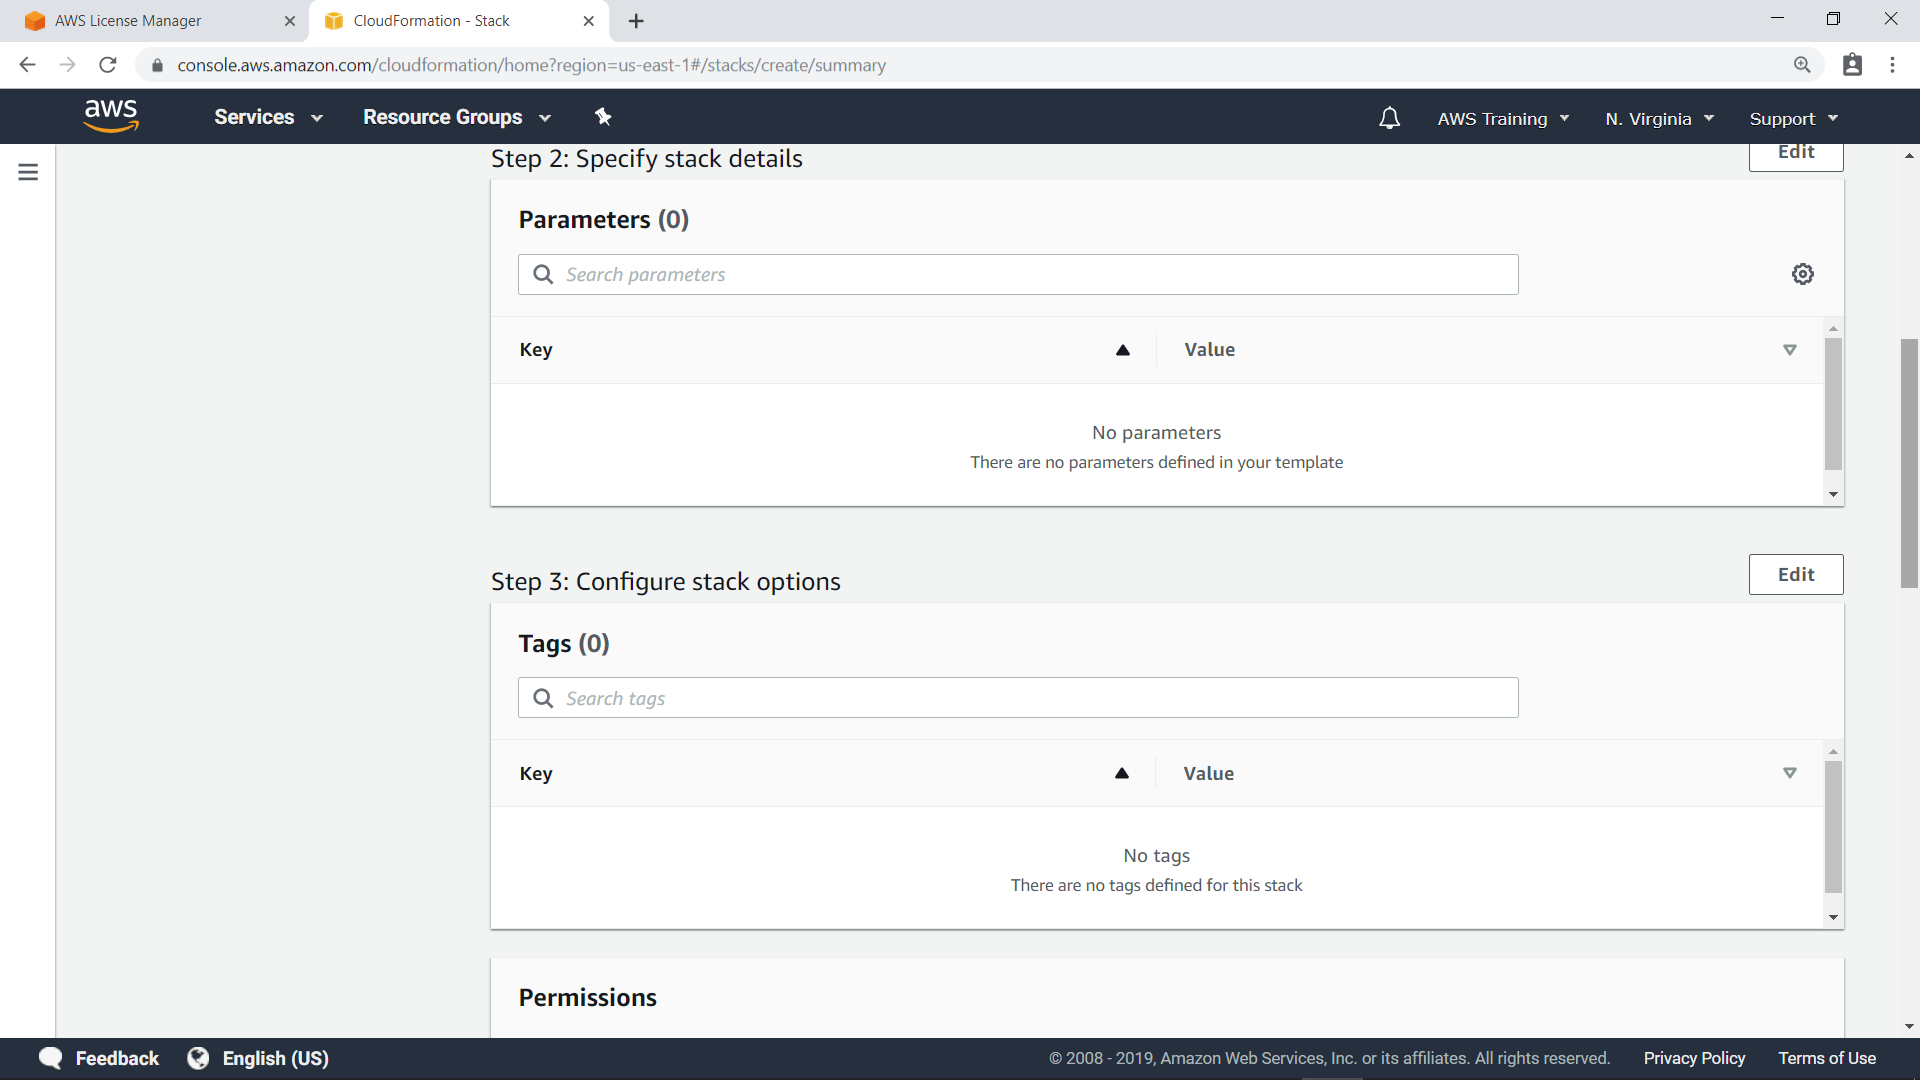 AWS License Manager
CloudFormation - Stack
console.aws.amazon.com/cloudformation/home?region=us-east-1#/stacks/create/summary
aws
Services
Resource Groups
AWS Training
N. Virginia
Support
Step 2: Specify stack details
Edit
Parameters (0)
Search parameters
Key
Value
No parameters
There are no parameters defined in your template
Step 3: Configure stack options
Edit
Tags (0)
Search tags
Key
Value
No tags
There are no tags defined for this stack
Permissions
Feedback
English (US)
© 2008 - 2019, Amazon Web Services, Inc. or its affiliates. All rights reserved.
Privacy Policy
Terms of Use